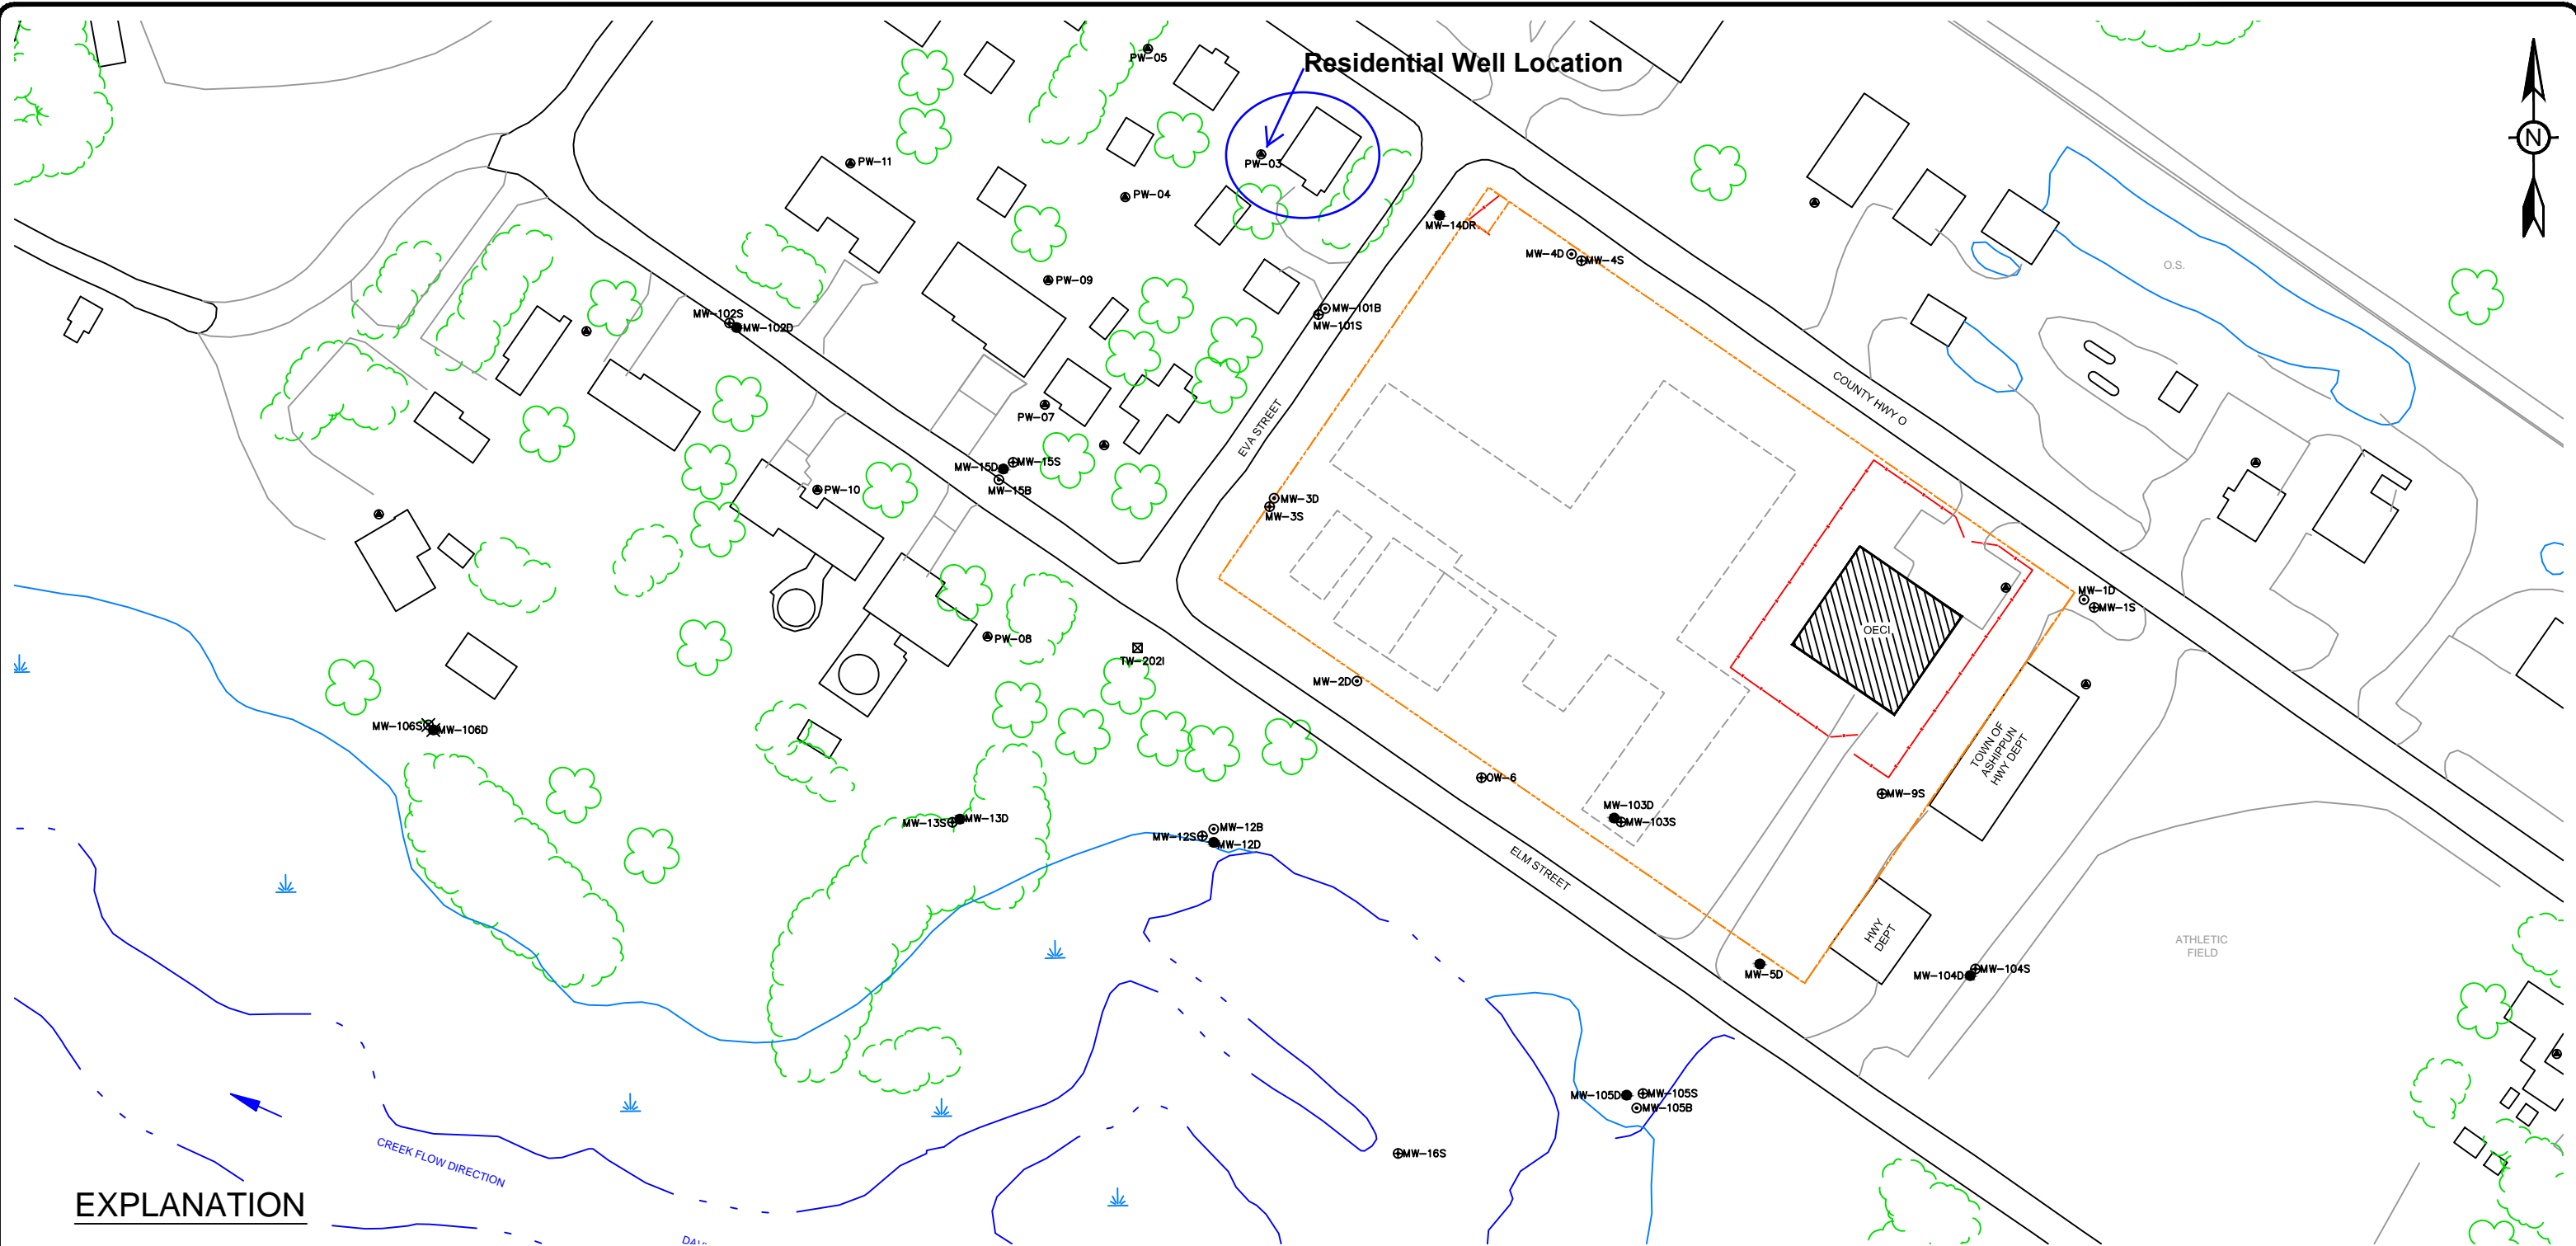 PW-05
Residential Well Location
N
PW-11
PW-03
PW-04
MW-14DR
MW-4D
MW-4S
O.S.
PW-09
MW-101B
MW-101S
MW-102S
MW-102D
COUNTY HWY O
PW-07
EVA STREET
MW-15D
MW-15S
MW-15B
PW-10
MW-3D
MW-3S
MW-1D
MW-1S
OECI
PW-08
TW-202I
MW-2D
MW-106S
MW-106D
TOWN OF
ASHIPPUN
HWY DEPT
OW-6
MW-9S
MW-103D
MW-103S
MW-13S
MW-13D
MW-12B
MW-12S
MW-12D
ELM STREET
HWY
DEPT
ATHLETIC
FIELD
MW-5D
MW-104D
MW-104S
MW-105D
MW-105S
MW-105B
CREEK FLOW DIRECTION
MW-16S
EXPLANATION